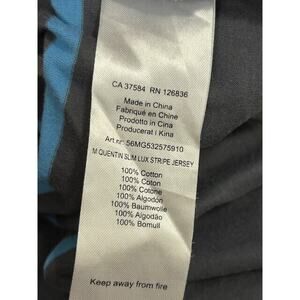 CA 37584 RN 126836
Made in China
Fabriqué en Chine
Prodotto in Cina
Producerat i Kina
Art.nr: 56MG532575910
M QUENTIN SLIM LUX STRIPE JERSEY
100% Cotton
100% Coton
100% Cotone
100% Algodón
100% Baumwolle
100% Algodão
100% Bomull
Keep away from fire